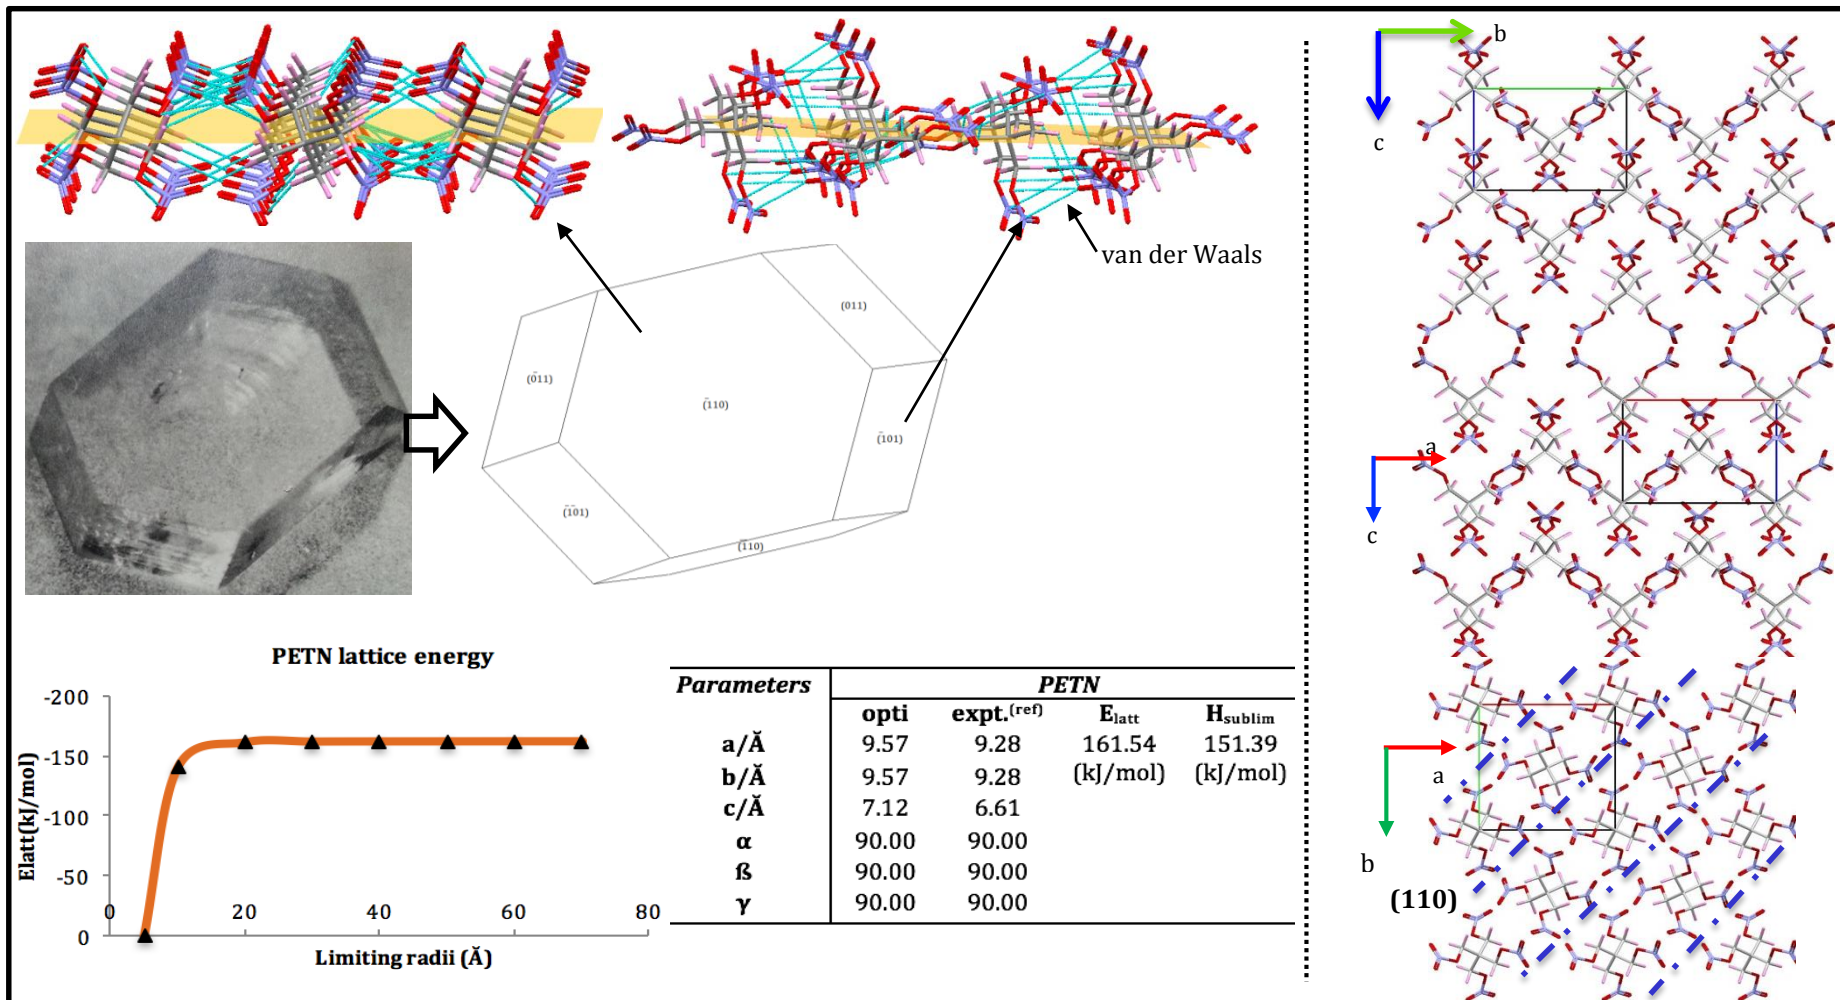 van der Waals
(011)
(0̄11)
(1̄10)
(1̄01)
(1̄0̄1)
(1̄10)
PETN lattice energy
Elatt(kJ/mol)
-200
-150
-100
-50
0
0 20 40 60 80
Limiting radii (Ǎ)
Parameters PETN
opti expt.(ref) Elatt Hsublim
a/Ǎ 9.57 9.28 161.54 151.39
b/Ǎ 9.57 9.28 (kJ/mol) (kJ/mol)
c/Ǎ 7.12 6.61
α 90.00 90.00
ß 90.00 90.00
γ 90.00 90.00
b
c
a
c
a
b
(110)